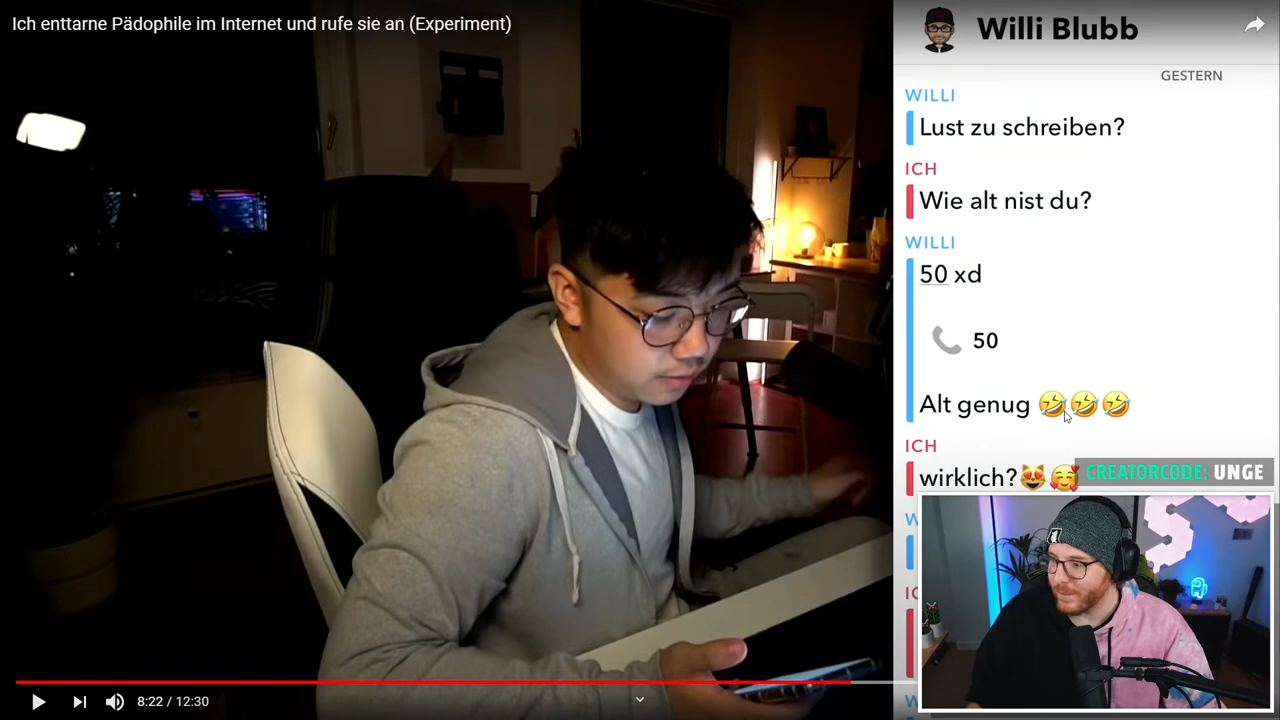 Ich enttarne Pädophile im Internet und rufe sie an (Experiment)
Willi Blubb
GESTERN
WILLI
Lust zu schreiben?
ICH
Wie alt nist du?
WILLI
50 xd
50
Alt genug 🤣🤣🤣
ICH
wirklich?😻🥰
CREATORCODE: UNGE
8:22 / 12:30